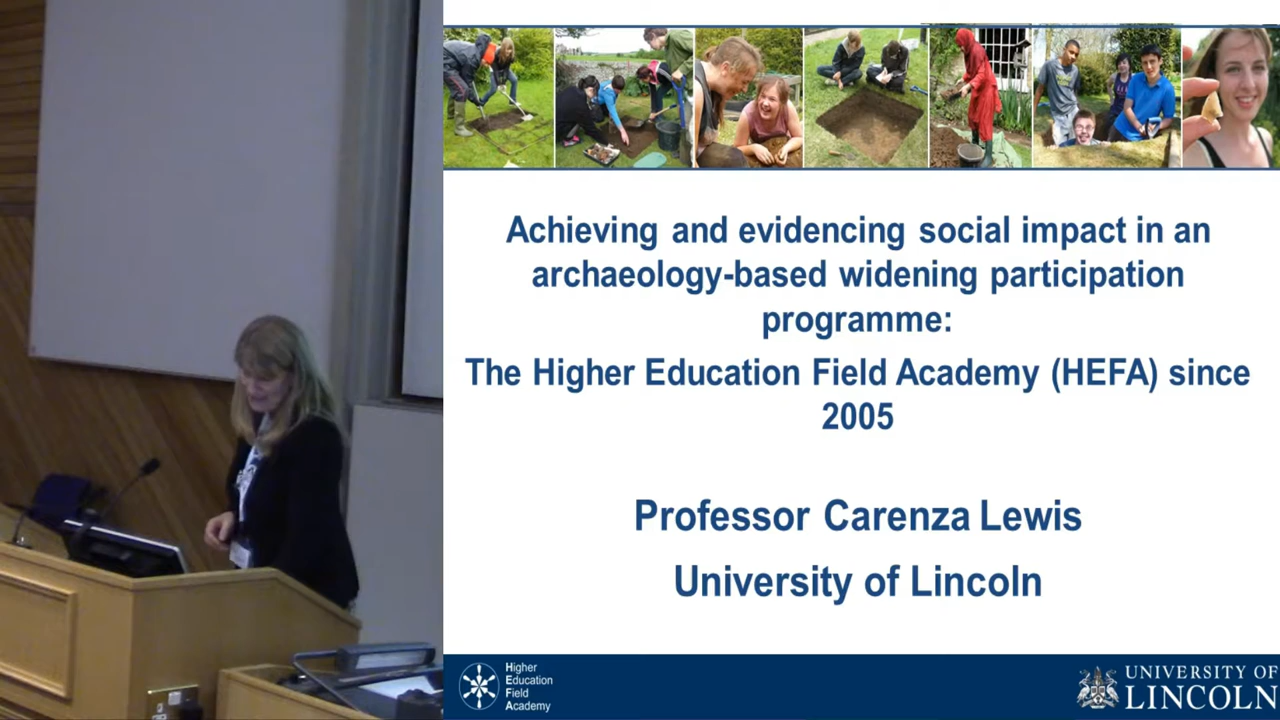 Achieving and evidencing social impact in an
archaeology-based widening participation
programme:
The Higher Education Field Academy (HEFA) since
2005
Professor Carenza Lewis
University of Lincoln
Higher
Education
Field
Academy
UNIVERSITY OF
LINCOLN